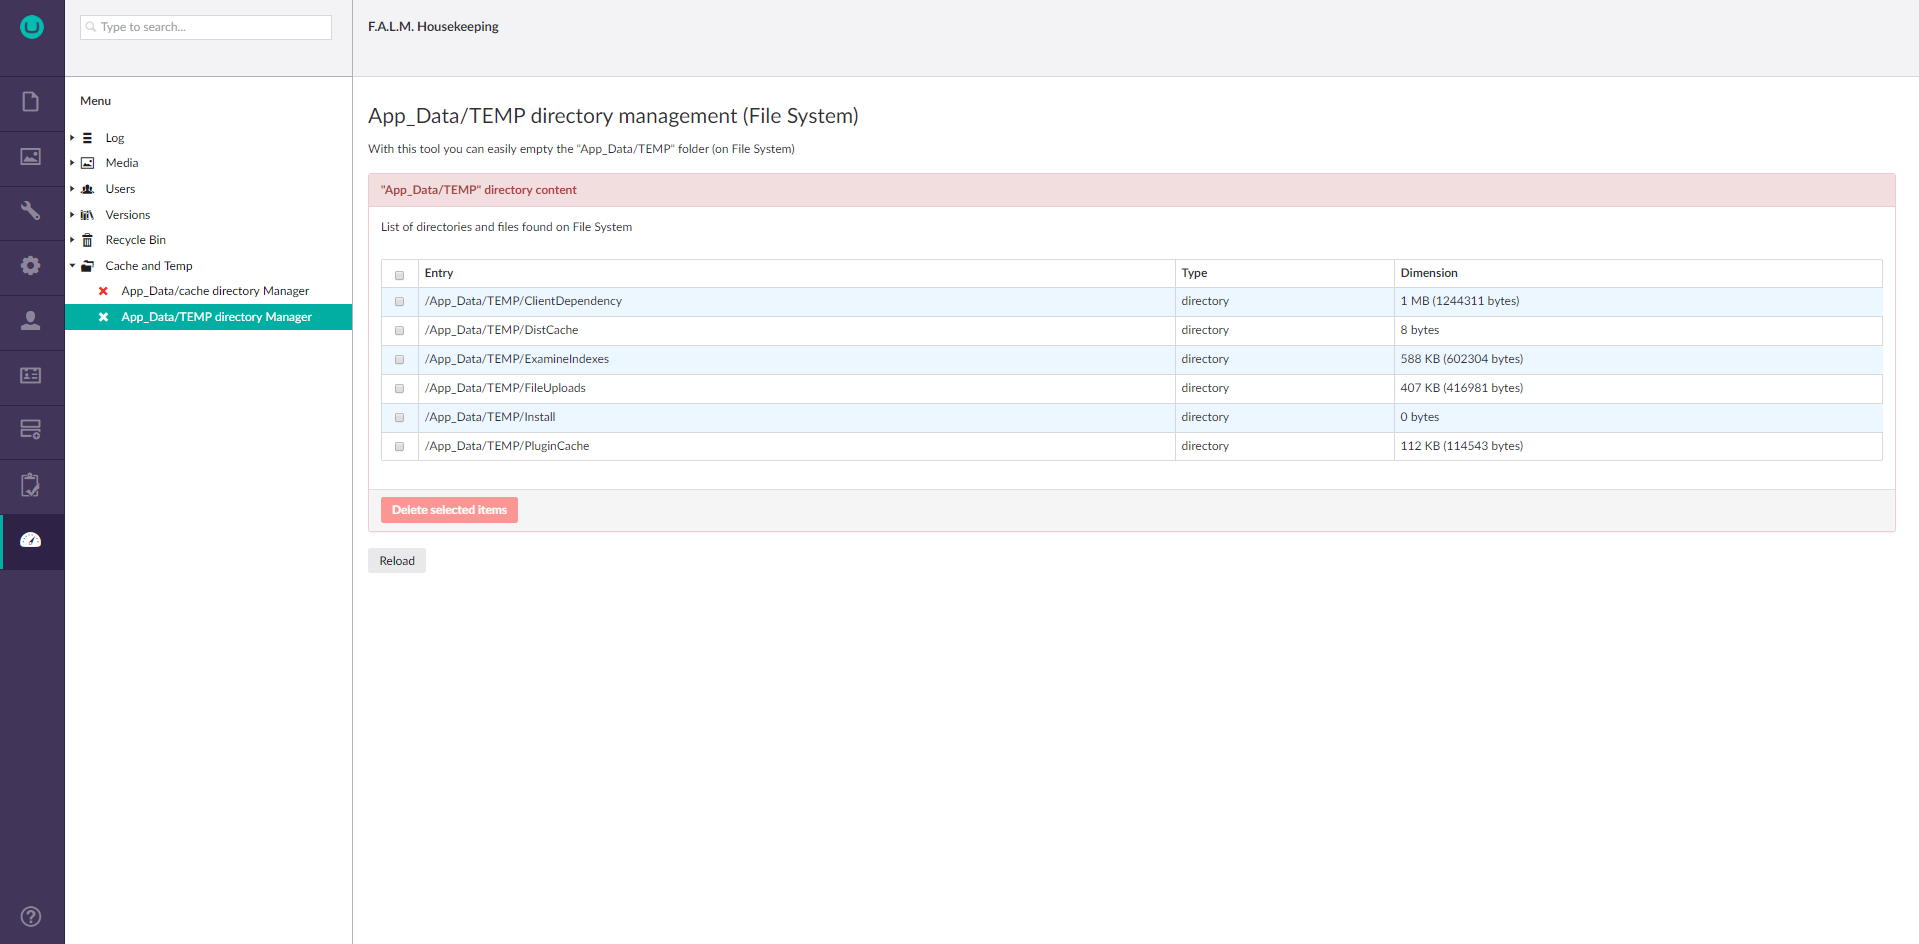 Type to search...
F.A.L.M. Housekeeping
Menu
Log
Media
Users
Versions
Recycle Bin
Cache and Temp
App_Data/cache directory Manager
App_Data/TEMP directory Manager
App_Data/TEMP directory management (File System)
With this tool you can easily empty the "App_Data/TEMP" folder (on File System)
"App_Data/TEMP" directory content
List of directories and files found on File System
Entry Type Dimension
/App_Data/TEMP/ClientDependency directory 1 MB (1244311 bytes)
/App_Data/TEMP/DistCache directory 8 bytes
/App_Data/TEMP/ExamineIndexes directory 588 KB (602304 bytes)
/App_Data/TEMP/FileUploads directory 407 KB (416981 bytes)
/App_Data/TEMP/Install directory 0 bytes
/App_Data/TEMP/PluginCache directory 112 KB (114543 bytes)
Delete selected items
Reload